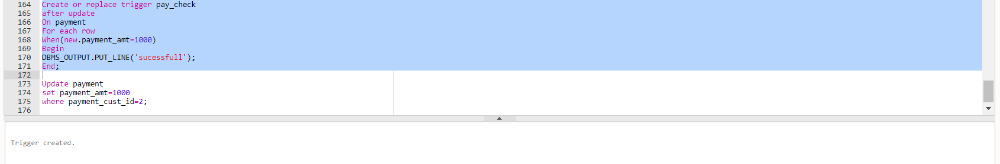 164 Create or replace trigger pay_check
165 after update
166 On payment
167 For each row
168 When(new.payment_amt=1000)
169 Begin
170 DBMS_OUTPUT.PUT_LINE('sucessfull');
171 End;
172
173 Update payment
174 set payment_amt=1000
175 where payment_cust_id=2;
176
Trigger created.